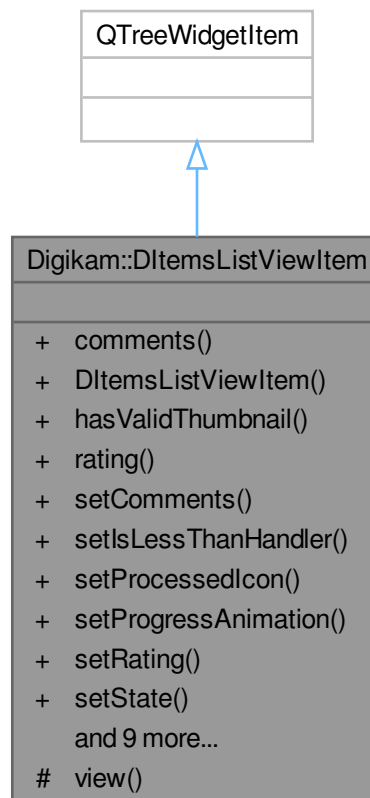 QTreeWidgetItem
Digikam::DItemsListViewItem
+ comments()
+ DItemsListViewItem()
+ hasValidThumbnail()
+ rating()
+ setComments()
+ setIsLessThanHandler()
+ setProcessedIcon()
+ setProgressAnimation()
+ setRating()
+ setState()
and 9 more...
# view()